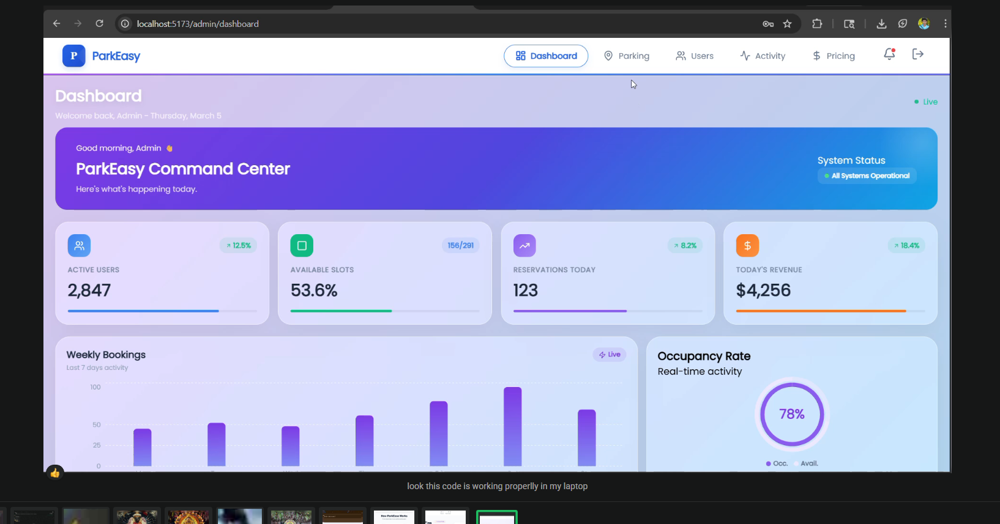 localhost:5173/admin/dashboard
P ParkEasy
Dashboard Parking Users Activity Pricing
Dashboard
Welcome back, Admin - Thursday, March 5
Live
Good morning, Admin 👋
ParkEasy Command Center
Here's what's happening today.
System Status
All Systems Operational
12.5%
ACTIVE USERS
2,847
156/291
AVAILABLE SLOTS
53.6%
8.2%
RESERVATIONS TODAY
123
18.4%
TODAY'S REVENUE
$4,256
Weekly Bookings
Last 7 days activity
Live
100
50
25
0
Occupancy Rate
Real-time activity
78%
Occ. Avail.
look this code is working properlly in my laptop
How ParkEase Works